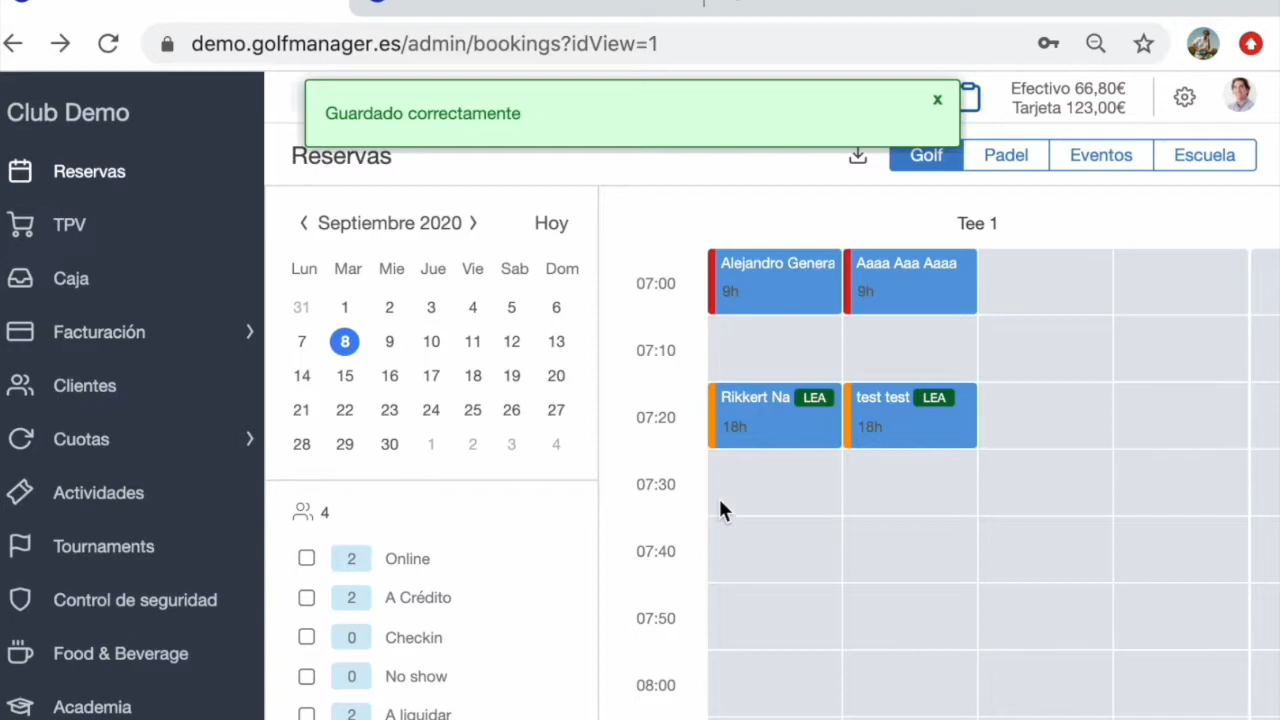 demo.golfmanager.es/admin/bookings?idView=1
Club Demo
Guardado correctamente
x
Efectivo 66,80€
Tarjeta 123,00€
Reservas
TPV
Caja
Facturación
Clientes
Cuotas
Actividades
Tournaments
Control de seguridad
Food & Beverage
Academia
Reservas
Golf
Padel
Eventos
Escuela
Septiembre 2020
Hoy
Lun Mar Mie Jue Vie Sab Dom
31 1 2 3 4 5 6
7 8 9 10 11 12 13
14 15 16 17 18 19 20
21 22 23 24 25 26 27
28 29 30 1 2 3 4
4
2 Online
2 A Crédito
0 Checkin
0 No show
2 A liquidar
Tee 1
07:00
Alejandro Genera
9h
Aaaa Aaa Aaaa
9h
07:10
07:20
Rikkert Na LEA
18h
test test LEA
18h
07:30
07:40
07:50
08:00